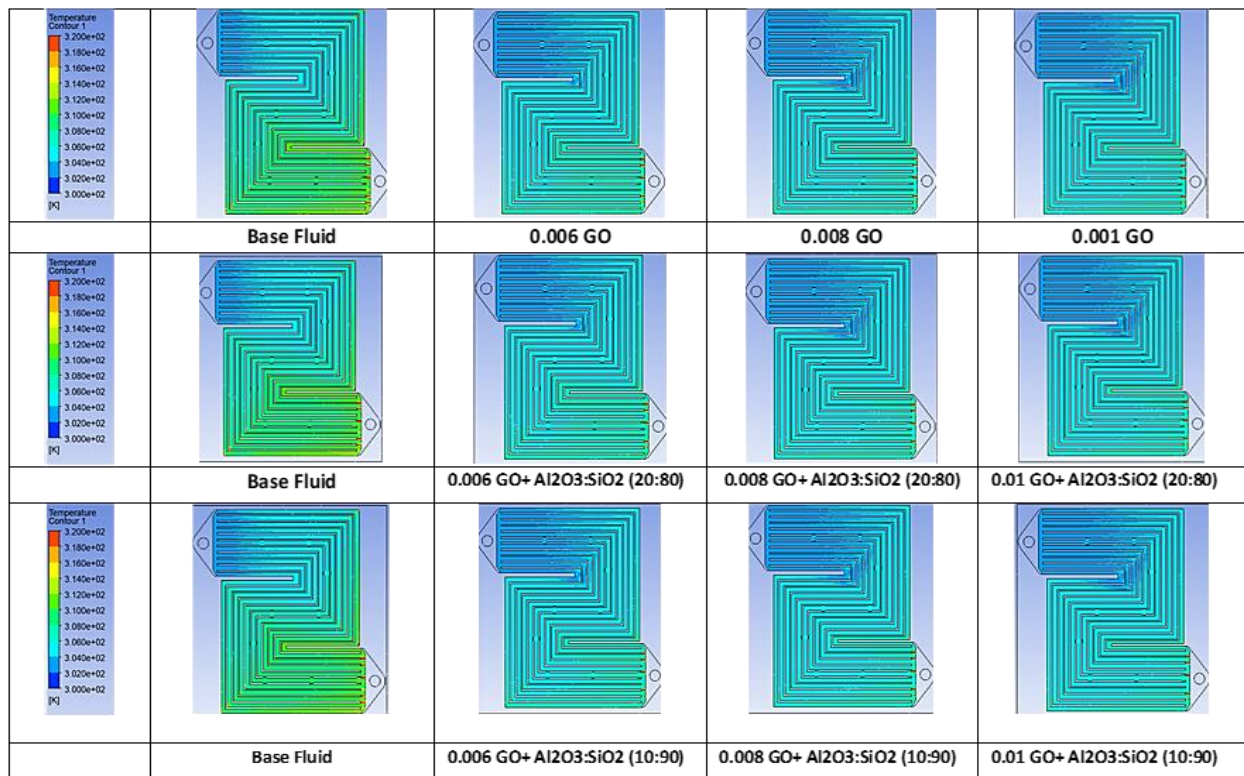 Temperature
Contour 1
3.200e+02
3.180e+02
3.160e+02
3.140e+02
3.120e+02
3.100e+02
3.080e+02
3.060e+02
3.040e+02
3.020e+02
3.000e+02
[K]
Base Fluid
0.006 GO
0.008 GO
0.001 GO
Temperature
Contour 1
3.200e+02
3.180e+02
3.160e+02
3.140e+02
3.120e+02
3.100e+02
3.080e+02
3.060e+02
3.040e+02
3.020e+02
3.000e+02
[K]
Base Fluid
0.006 GO+ Al2O3:SiO2 (20:80)
0.008 GO+ Al2O3:SiO2 (20:80)
0.01 GO+ Al2O3:SiO2 (20:80)
Temperature
Contour 1
3.200e+02
3.180e+02
3.160e+02
3.140e+02
3.120e+02
3.100e+02
3.080e+02
3.060e+02
3.040e+02
3.020e+02
3.000e+02
[K]
Base Fluid
0.006 GO+ Al2O3:SiO2 (10:90)
0.008 GO+ Al2O3:SiO2 (10:90)
0.01 GO+ Al2O3:SiO2 (10:90)